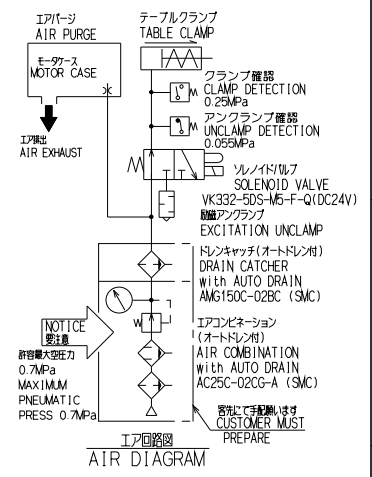 エアパージ
AIR PURGE
モータケース
MOTOR CASE
エア排出
AIR EXHAUST
テーブルクランプ
TABLE CLAMP
クランプ確認
CLAMP DETECTION
0.25MPa
アンクランプ確認
UNCLAMP DETECTION
0.055MPa
ソレノイドバルブ
SOLENOID VALVE
VK332-5DS-M5-F-Q(DC24V)
励磁アンクランプ
EXCITATION UNCLAMP
ドレンキャッチ(オートドレン付)
DRAIN CATCHER
with AUTO DRAIN
AMG150C-02BC (SMC)
NOTICE
要注意
許容最大空圧力
0.7MPa
MAXIMUM
PNEUMATIC
PRESS 0.7MPa
エアコンビネーション
(オートドレン付)
AIR COMBINATION
with AUTO DRAIN
AC25C-02CG-A (SMC)
客先にて手配願います
CUSTOMER MUST
PREPARE
エア回路図
AIR DIAGRAM